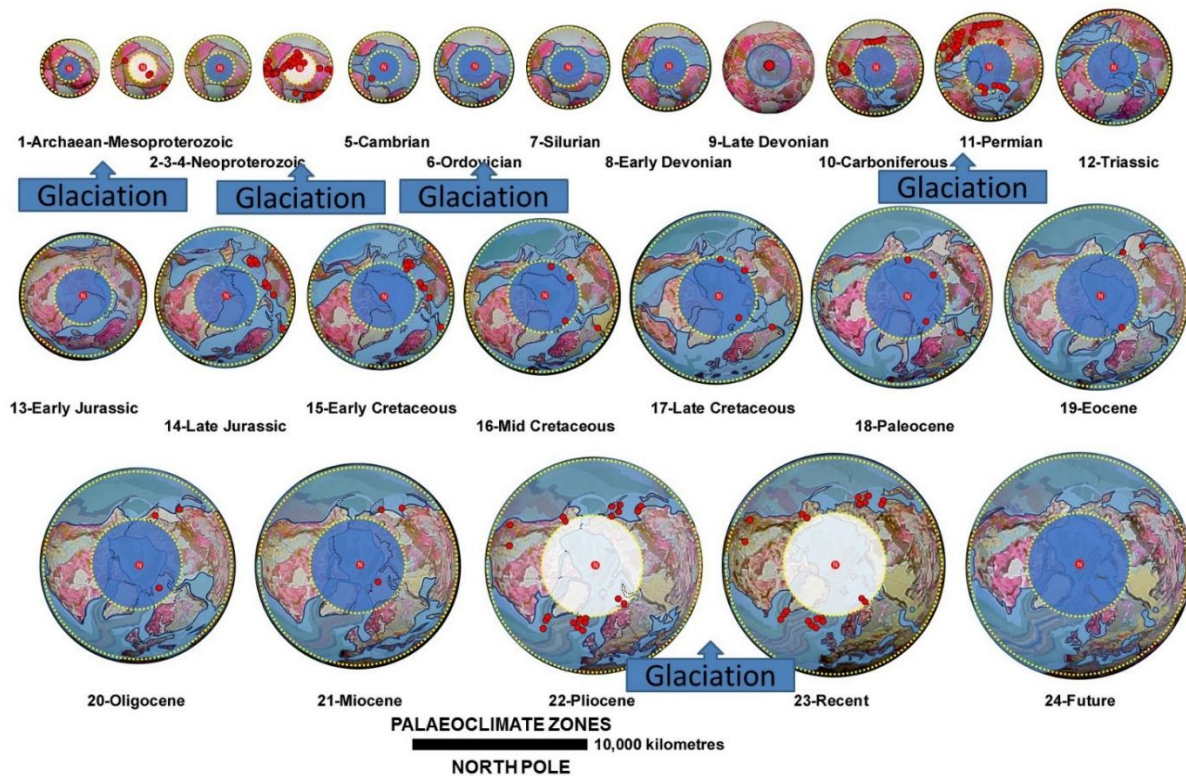 N N N N N N N N N N N N
1-Archaean-Mesoproterozoic
2-3-4-Neoproterozoic
5-Cambrian
6-Ordovician
7-Silurian
8-Early Devonian
9-Late Devonian
10-Carboniferous
11-Permian
12-Triassic
Glaciation
Glaciation
Glaciation
Glaciation
N N N N N N N
13-Early Jurassic
14-Late Jurassic
15-Early Cretaceous
16-Mid Cretaceous
17-Late Cretaceous
18-Paleocene
19-Eocene
N N N N N
20-Oligocene
21-Miocene
22-Pliocene
Glaciation
23-Recent
24-Future
PALAEOCLIMATE ZONES
10,000 kilometres
NORTH POLE